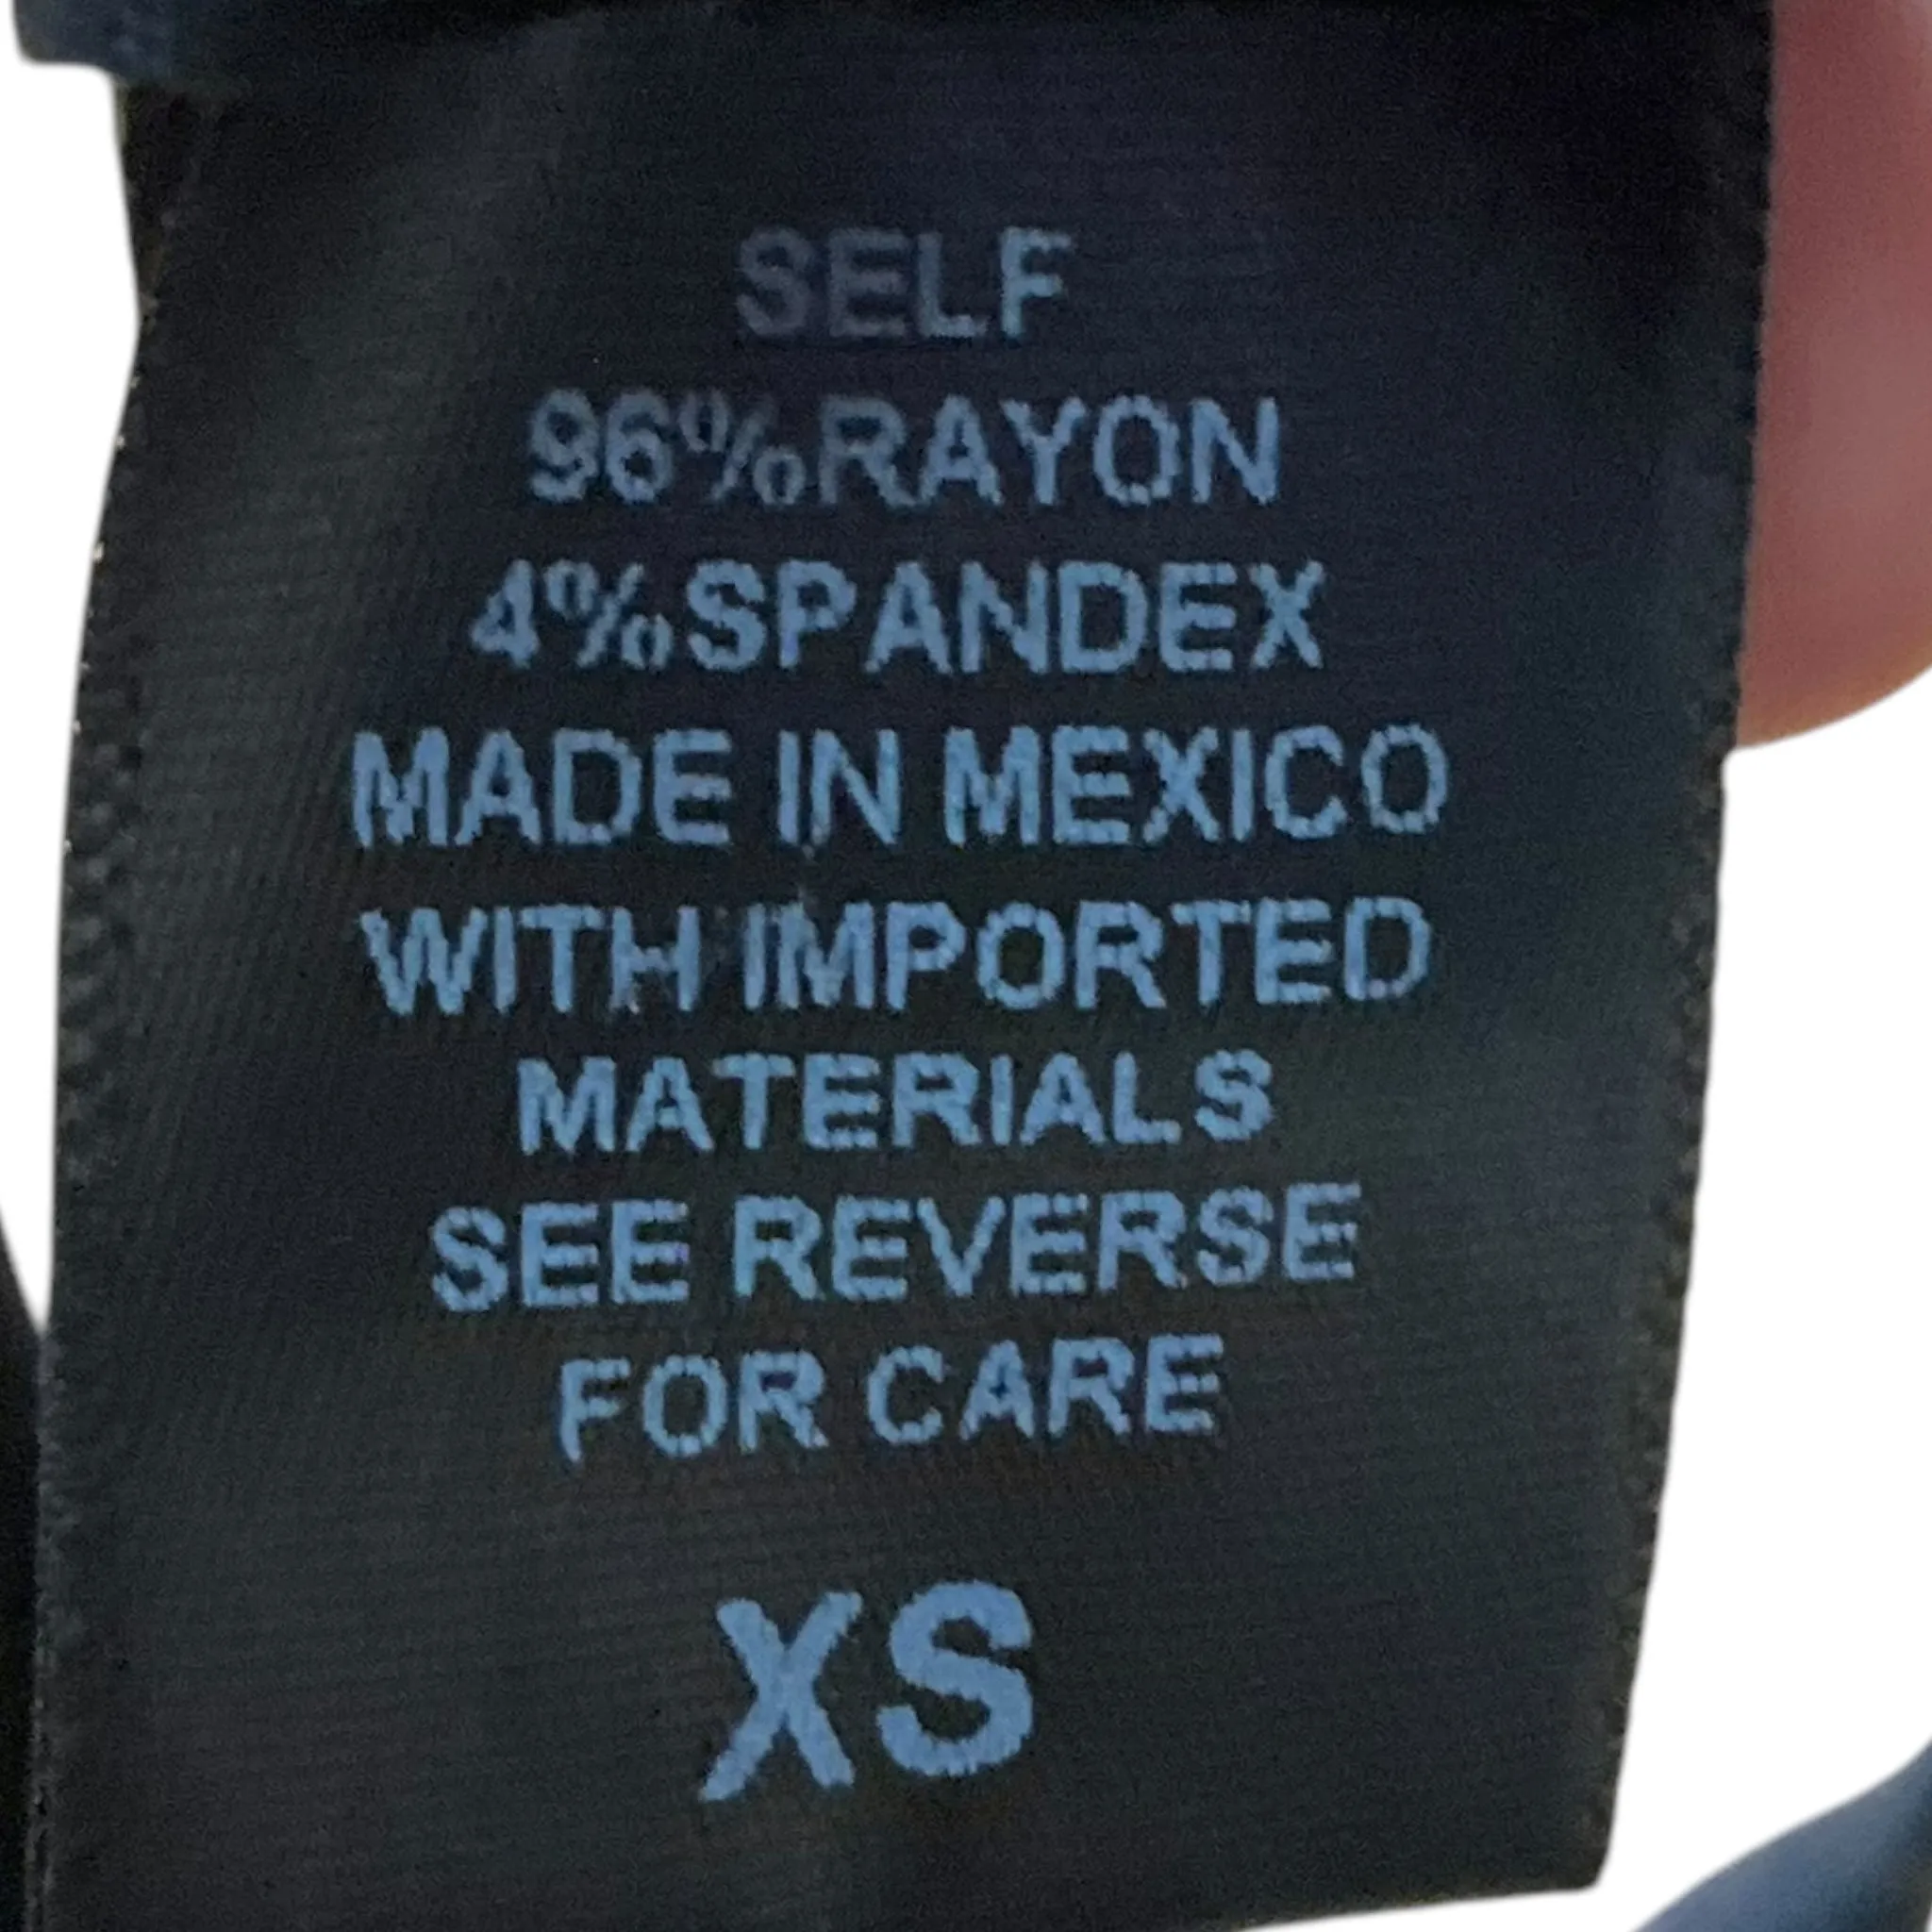 SELF
96%RAYON
4%SPANDEX
MADE IN MEXICO
WITH IMPORTED
MATERIALS
SEE REVERSE
FOR CARE
XS